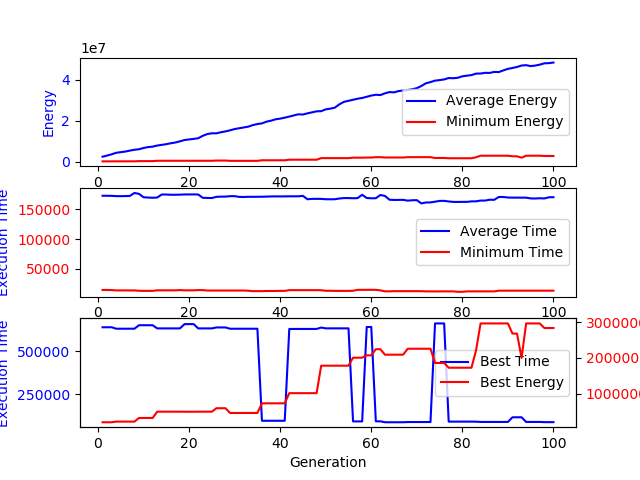 1e7
Energy
4
2
0
Average Energy
Minimum Energy
0 20 40 60 80 100
Execution Time
150000
100000
50000
Average Time
Minimum Time
0 20 40 60 80 100
Execution Time
500000
250000
Best Time
Best Energy
3000000
2000000
1000000
0 20 40 60 80 100
Generation